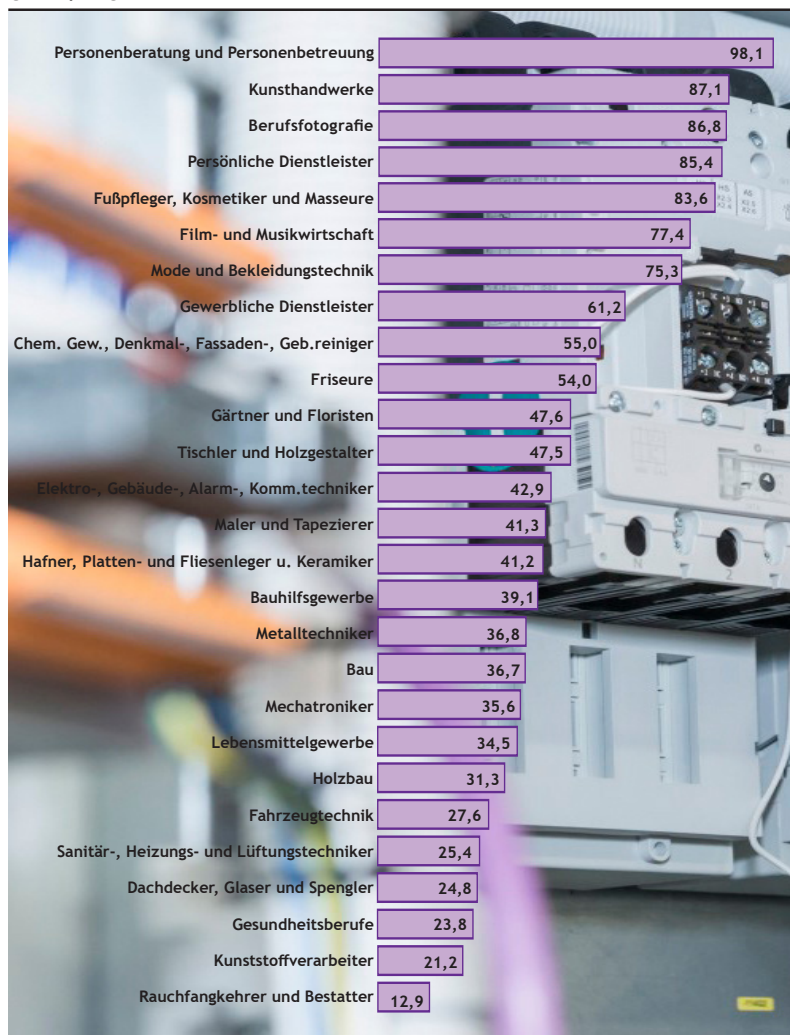 Personenberatung und Personenbetreuung 98,1
Kunsthandwerke 87,1
Berufsfotografie 86,8
Persönliche Dienstleister 85,4
Fußpfleger, Kosmetiker und Masseure 83,6
Film- und Musikwirtschaft 77,4
Mode und Bekleidungstechnik 75,3
Gewerbliche Dienstleister 61,2
Chem. Gew., Denkmal-, Fassaden-, Geb.reiniger 55,0
Friseure 54,0
Gärtner und Floristen 47,6
Tischler und Holzgestalter 47,5
Elektro-, Gebäude-, Alarm-, Komm.techniker 42,9
Maler und Tapezierer 41,3
Hafner, Platten- und Fliesenleger u. Keramiker 41,2
Bauhilfsgewerbe 39,1
Metalltechniker 36,8
Bau 36,7
Mechatroniker 35,6
Lebensmittelgewerbe 34,5
Holzbau 31,3
Fahrzeugtechnik 27,6
Sanitär-, Heizungs- und Lüftungstechniker 25,4
Dachdecker, Glaser und Spengler 24,8
Gesundheitsberufe 23,8
Kunststoffverarbeiter 21,2
Rauchfangkehrer und Bestatter 12,9
N
2